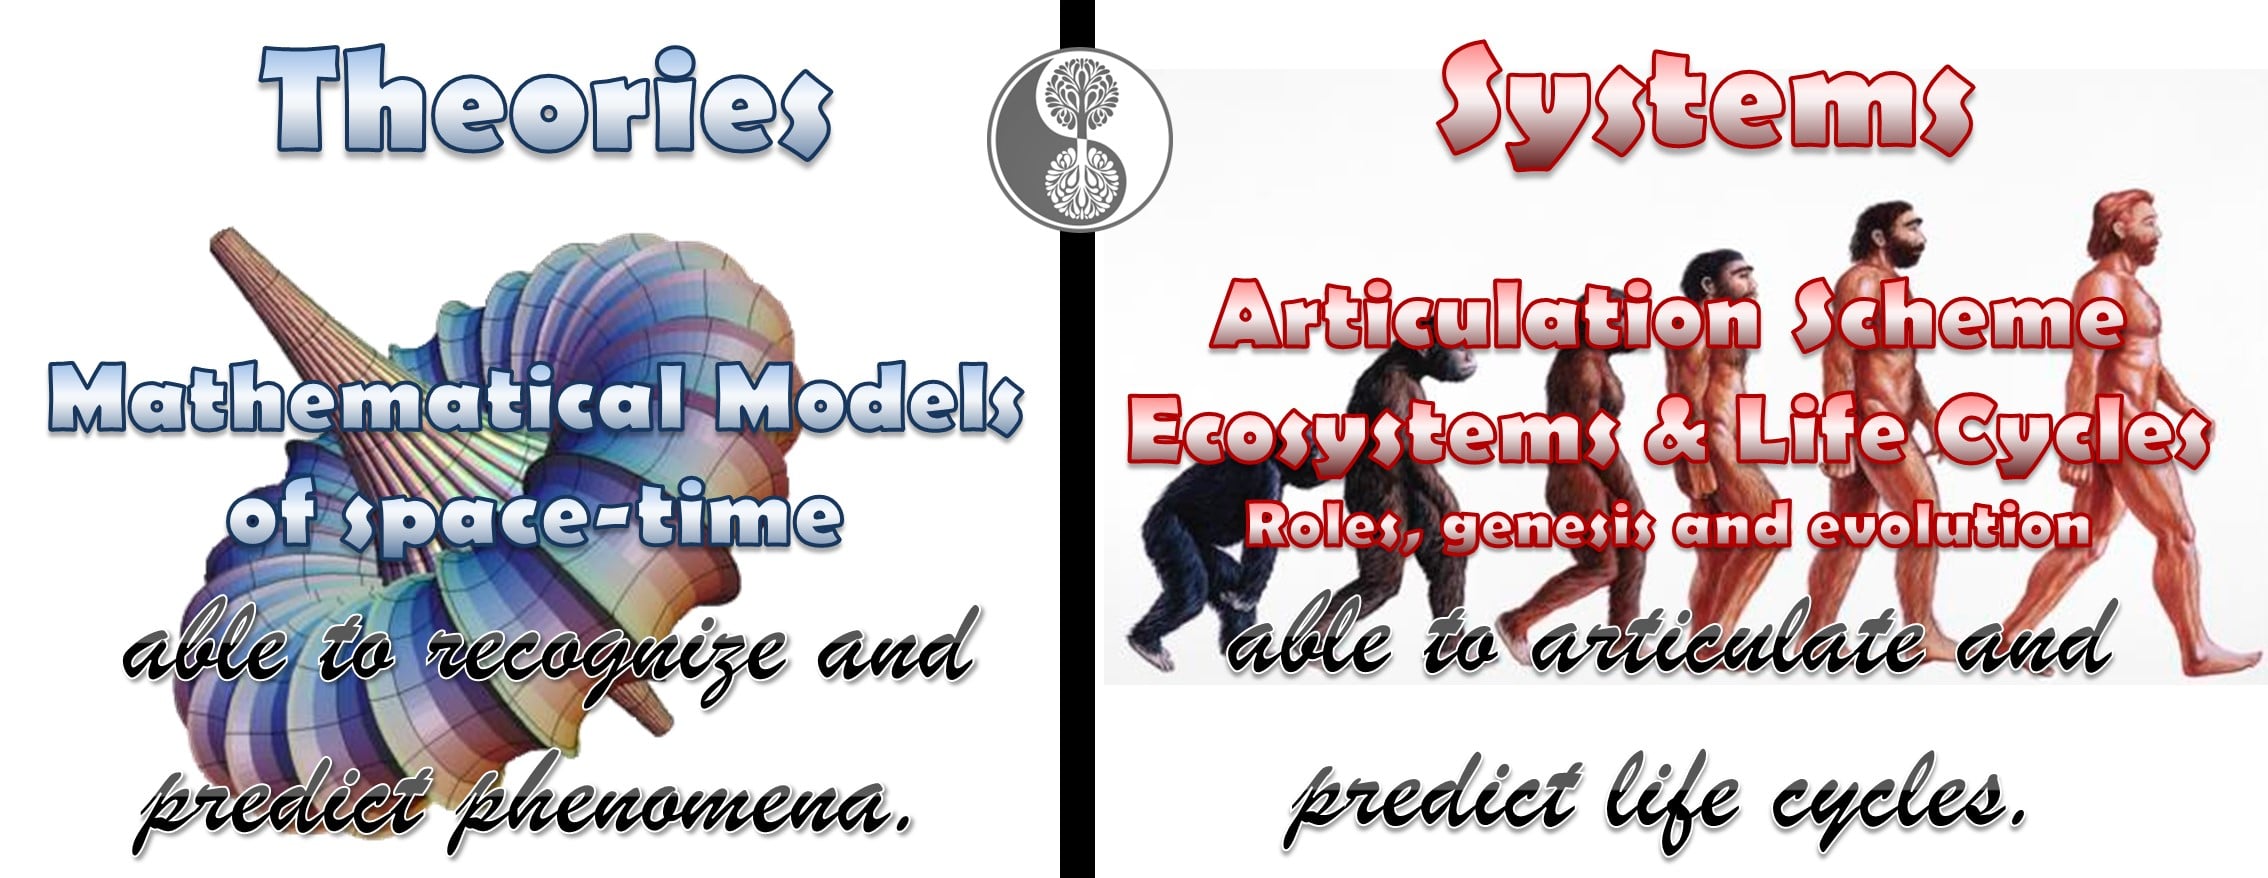 Theories
Mathematical Models
of space-time
able to recognize and
predict phenomena.
Systems
Articulation Scheme
Ecosystems & Life Cycles
Roles, genesis and evolution
able to articulate and
predict life cycles.